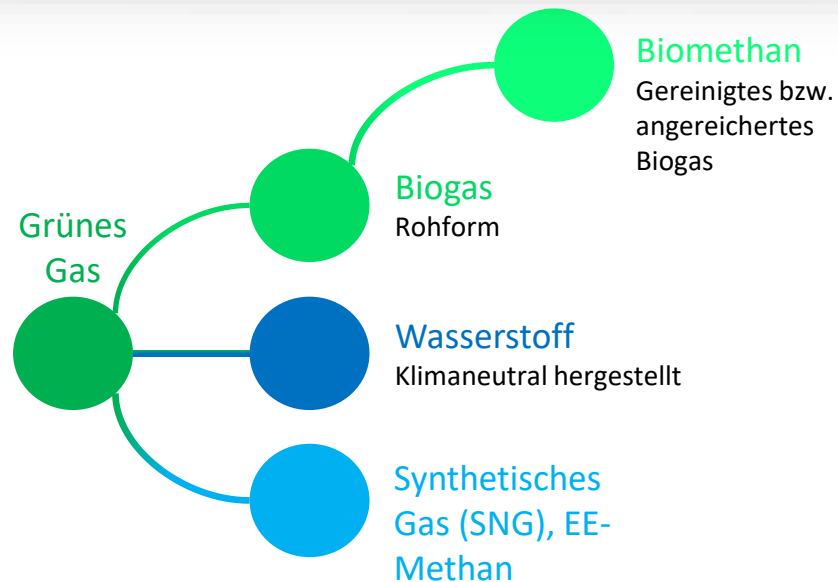 Biomethan
Gereinigtes bzw.
angereichertes
Biogas
Biogas
Rohform
Grünes
Gas
Wasserstoff
Klimaneutral hergestellt
Synthetisches
Gas (SNG), EE-
Methan